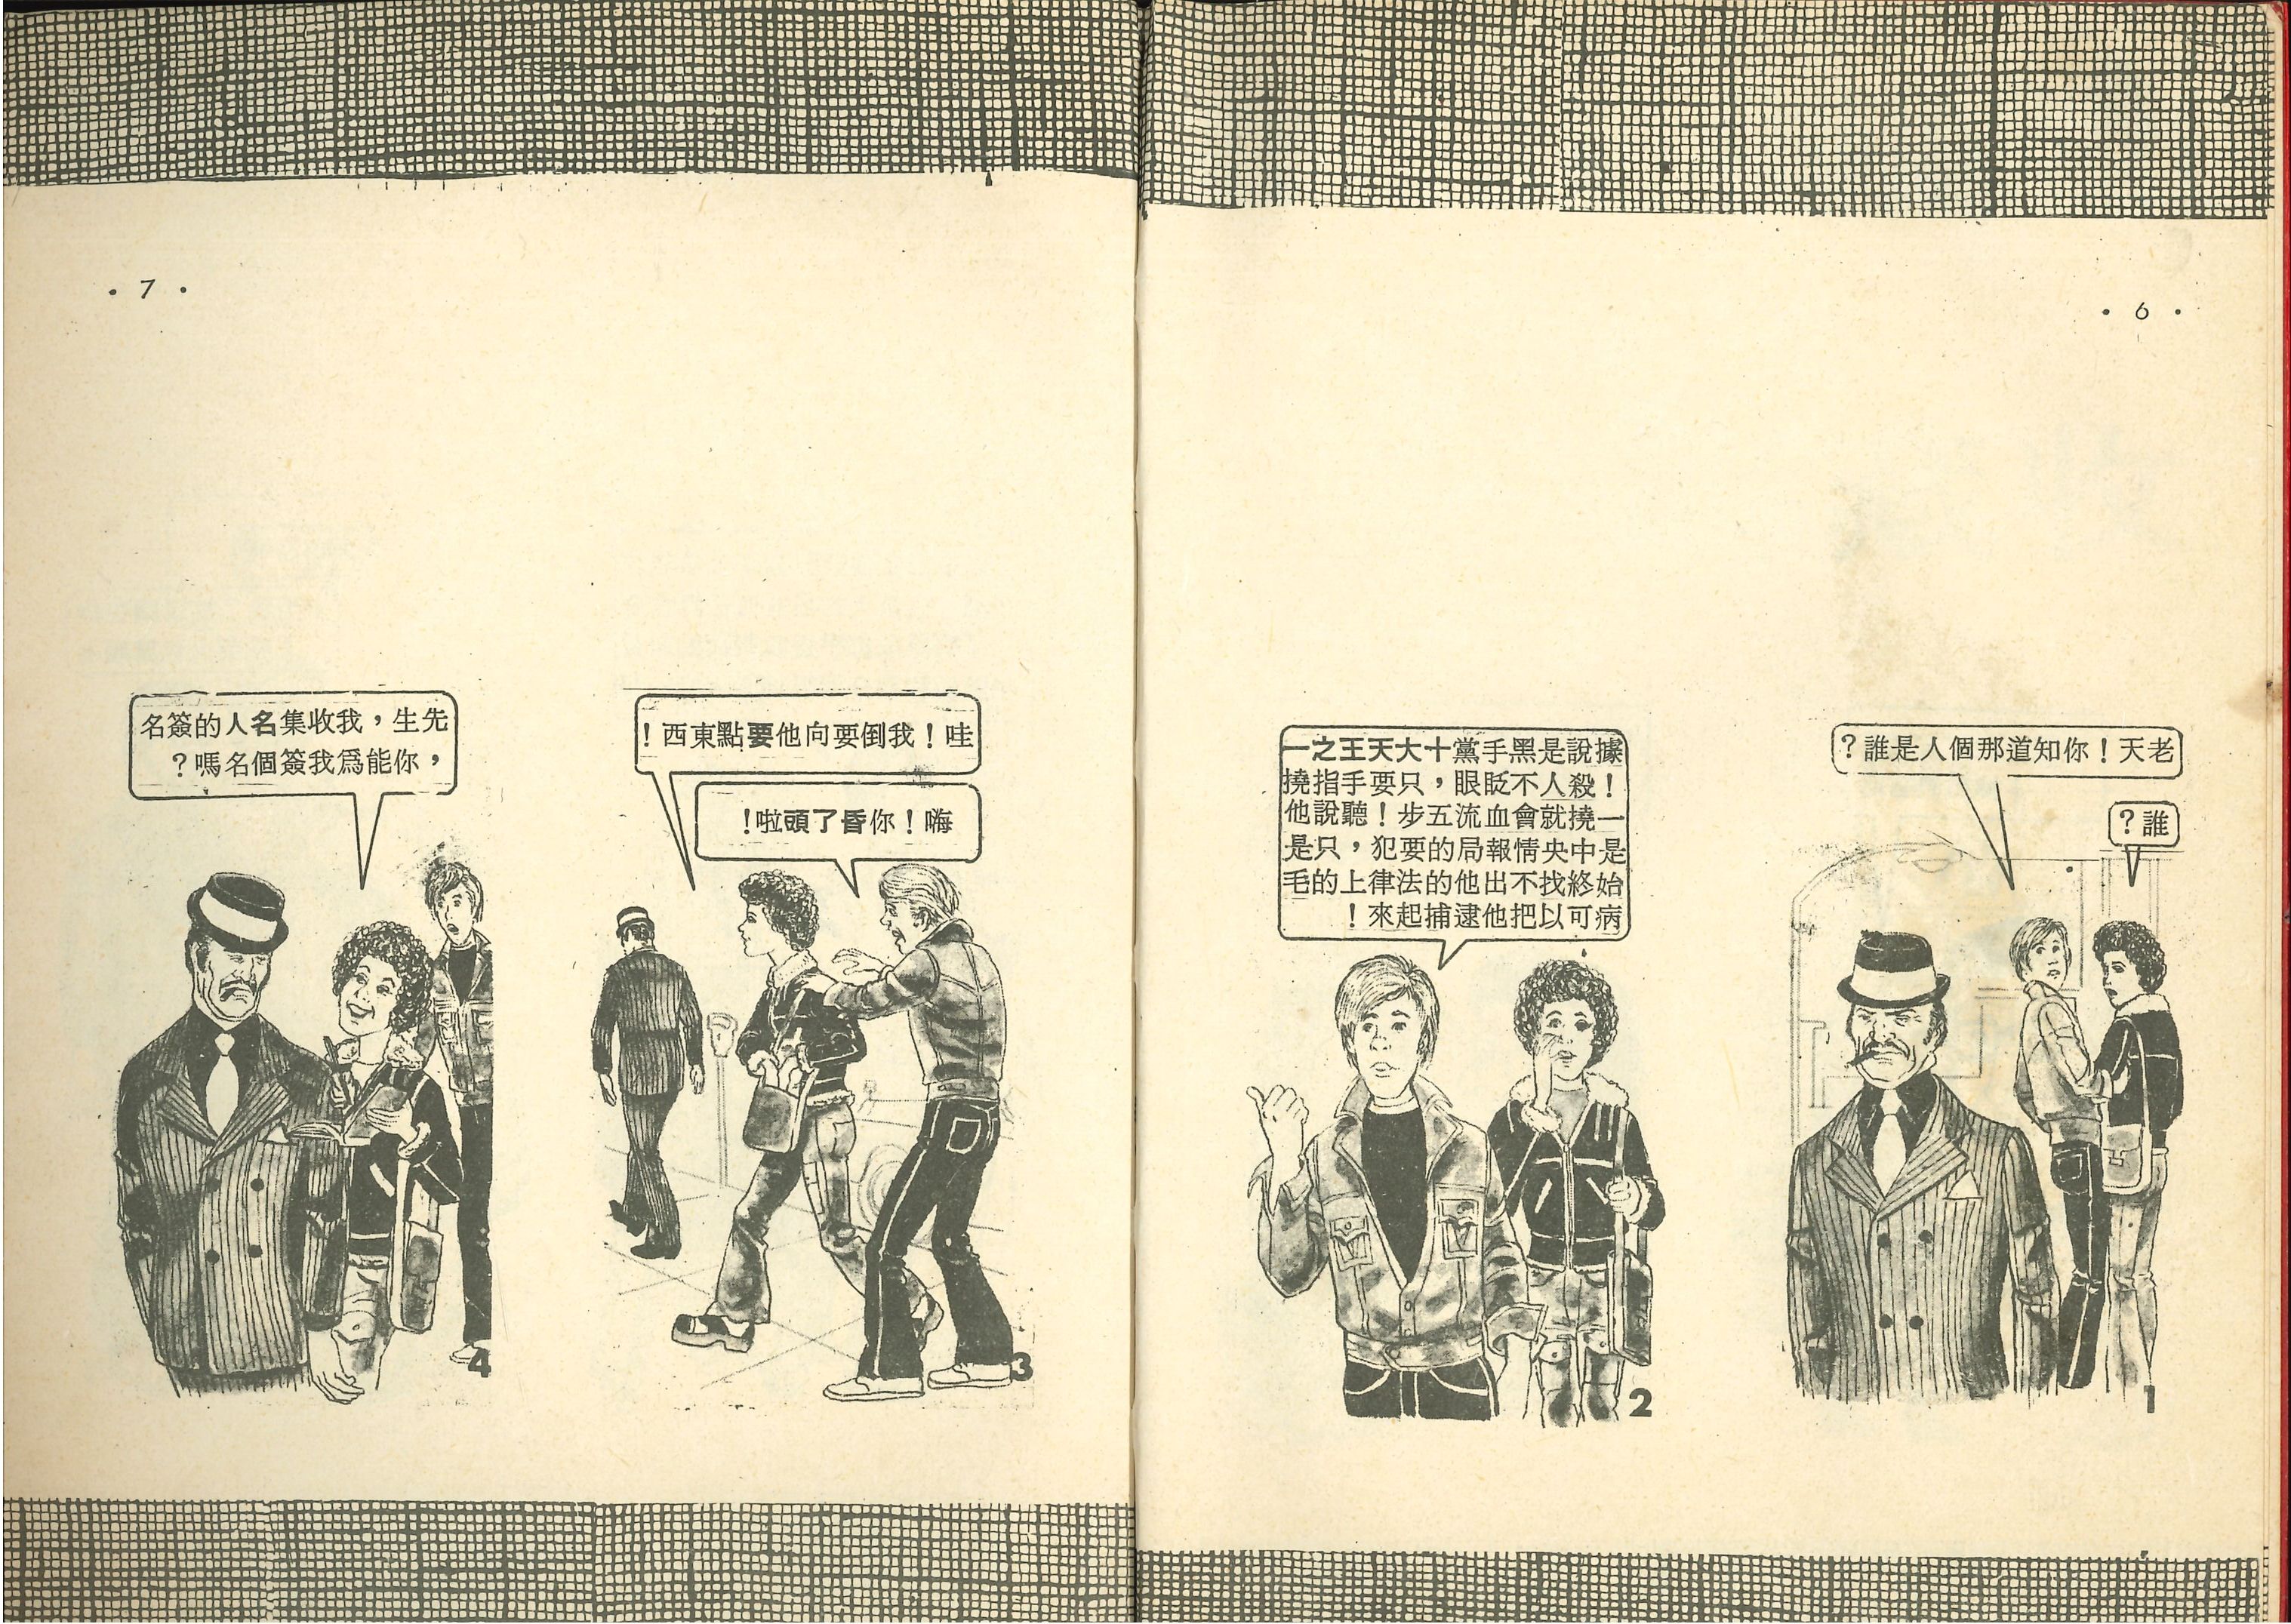 • 6 •
老天！你知道那個人是誰？
誰？
1
據說是黑手黨十大天王之一
！殺人不眨眼，只要手指撓
一撓就會血流五步！聽說他
是中央情報局的要犯，只是
始終找不出他的法律上的毛
病可以把他逮捕起來！
2
• 7 •
哇！我倒要向他要點東西！
嗨！你昏了頭啦！
3
先生，我收集名人的簽名
，你能爲我簽個名嗎？
4